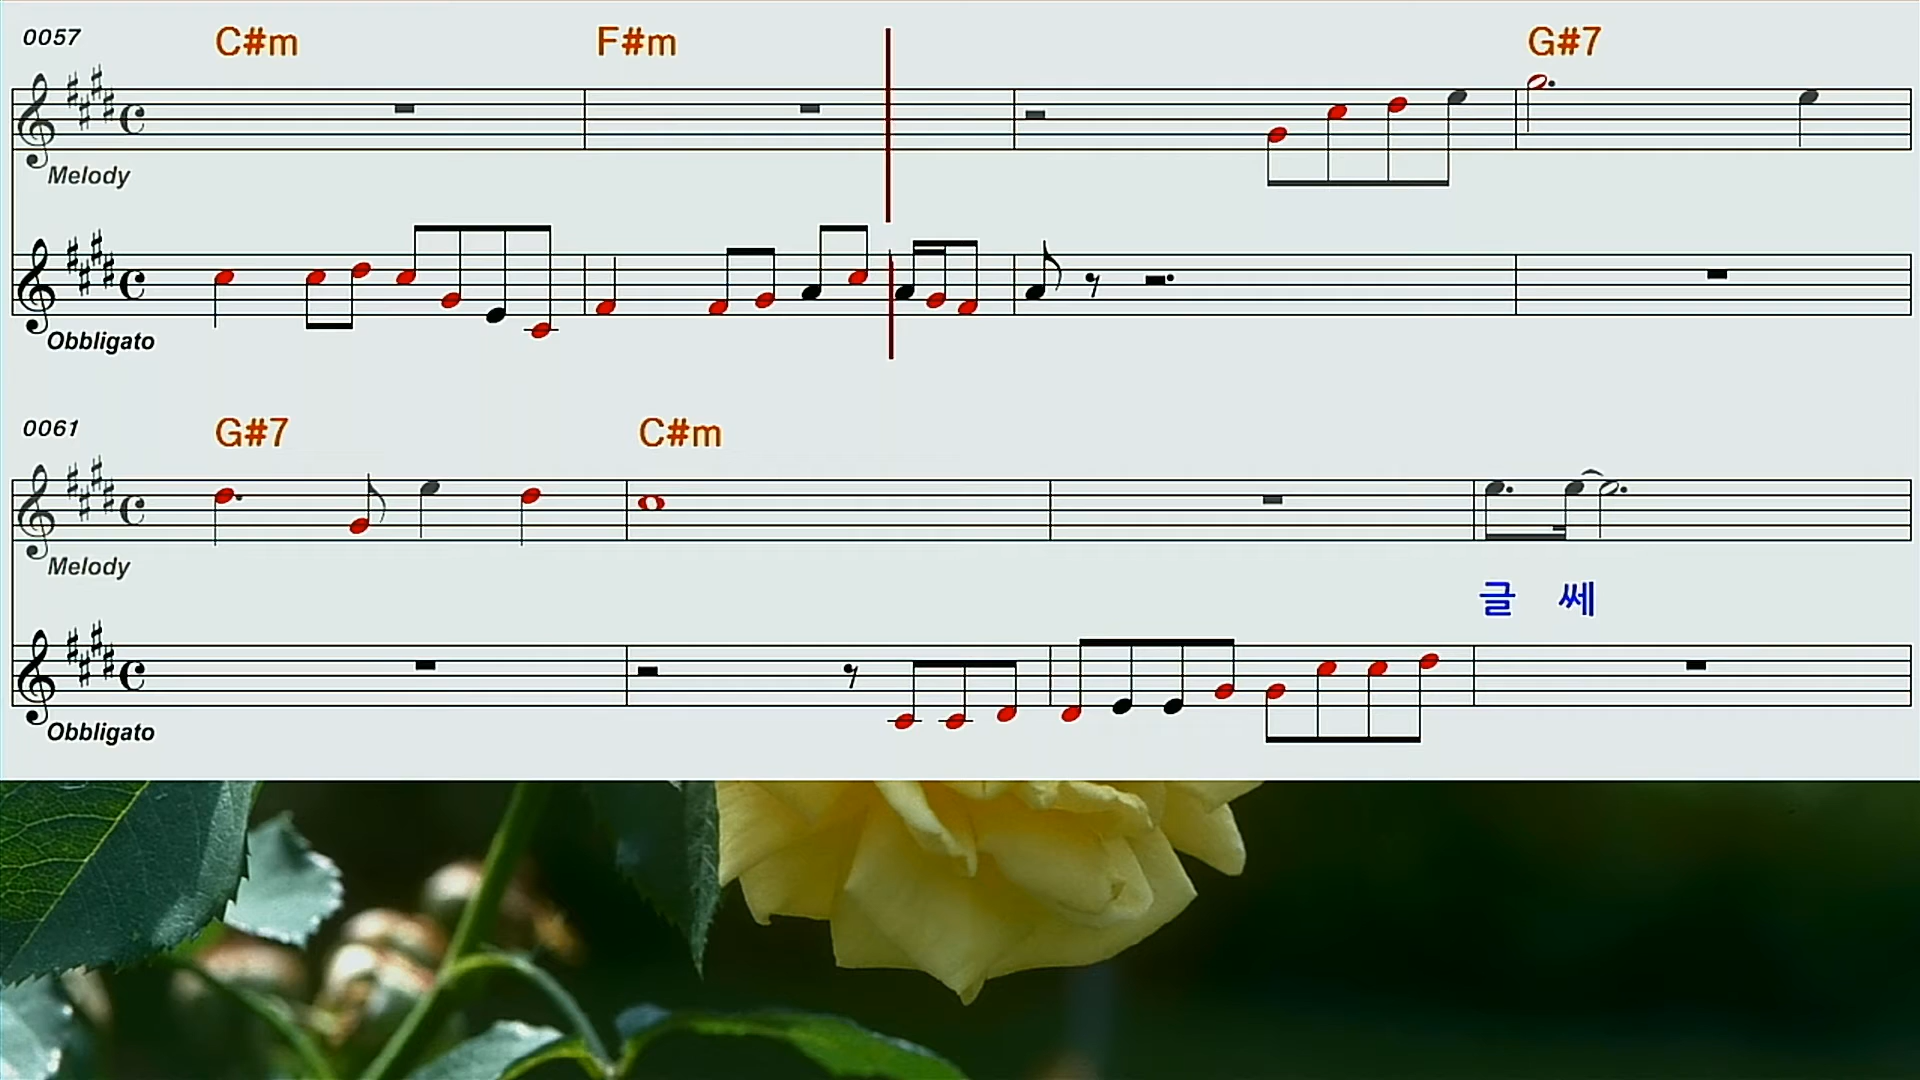 0057 C#m F#m G#7
Melody
Obbligato
0061 G#7 C#m
Melody
글 쎄
Obbligato